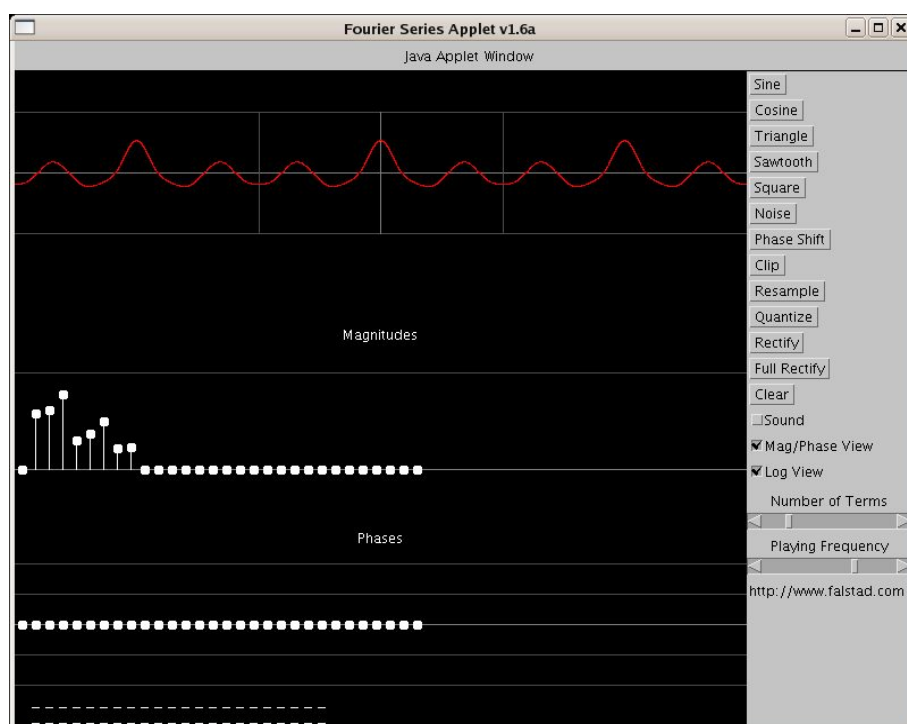 Fourier Series Applet v1.6a
Java Applet Window
Sine
Cosine
Triangle
Sawtooth
Square
Noise
Phase Shift
Clip
Resample
Quantize
Rectify
Full Rectify
Clear
Sound
Mag/Phase View
Log View
Number of Terms
Playing Frequency
http://www.falstad.com
Magnitudes
Phases